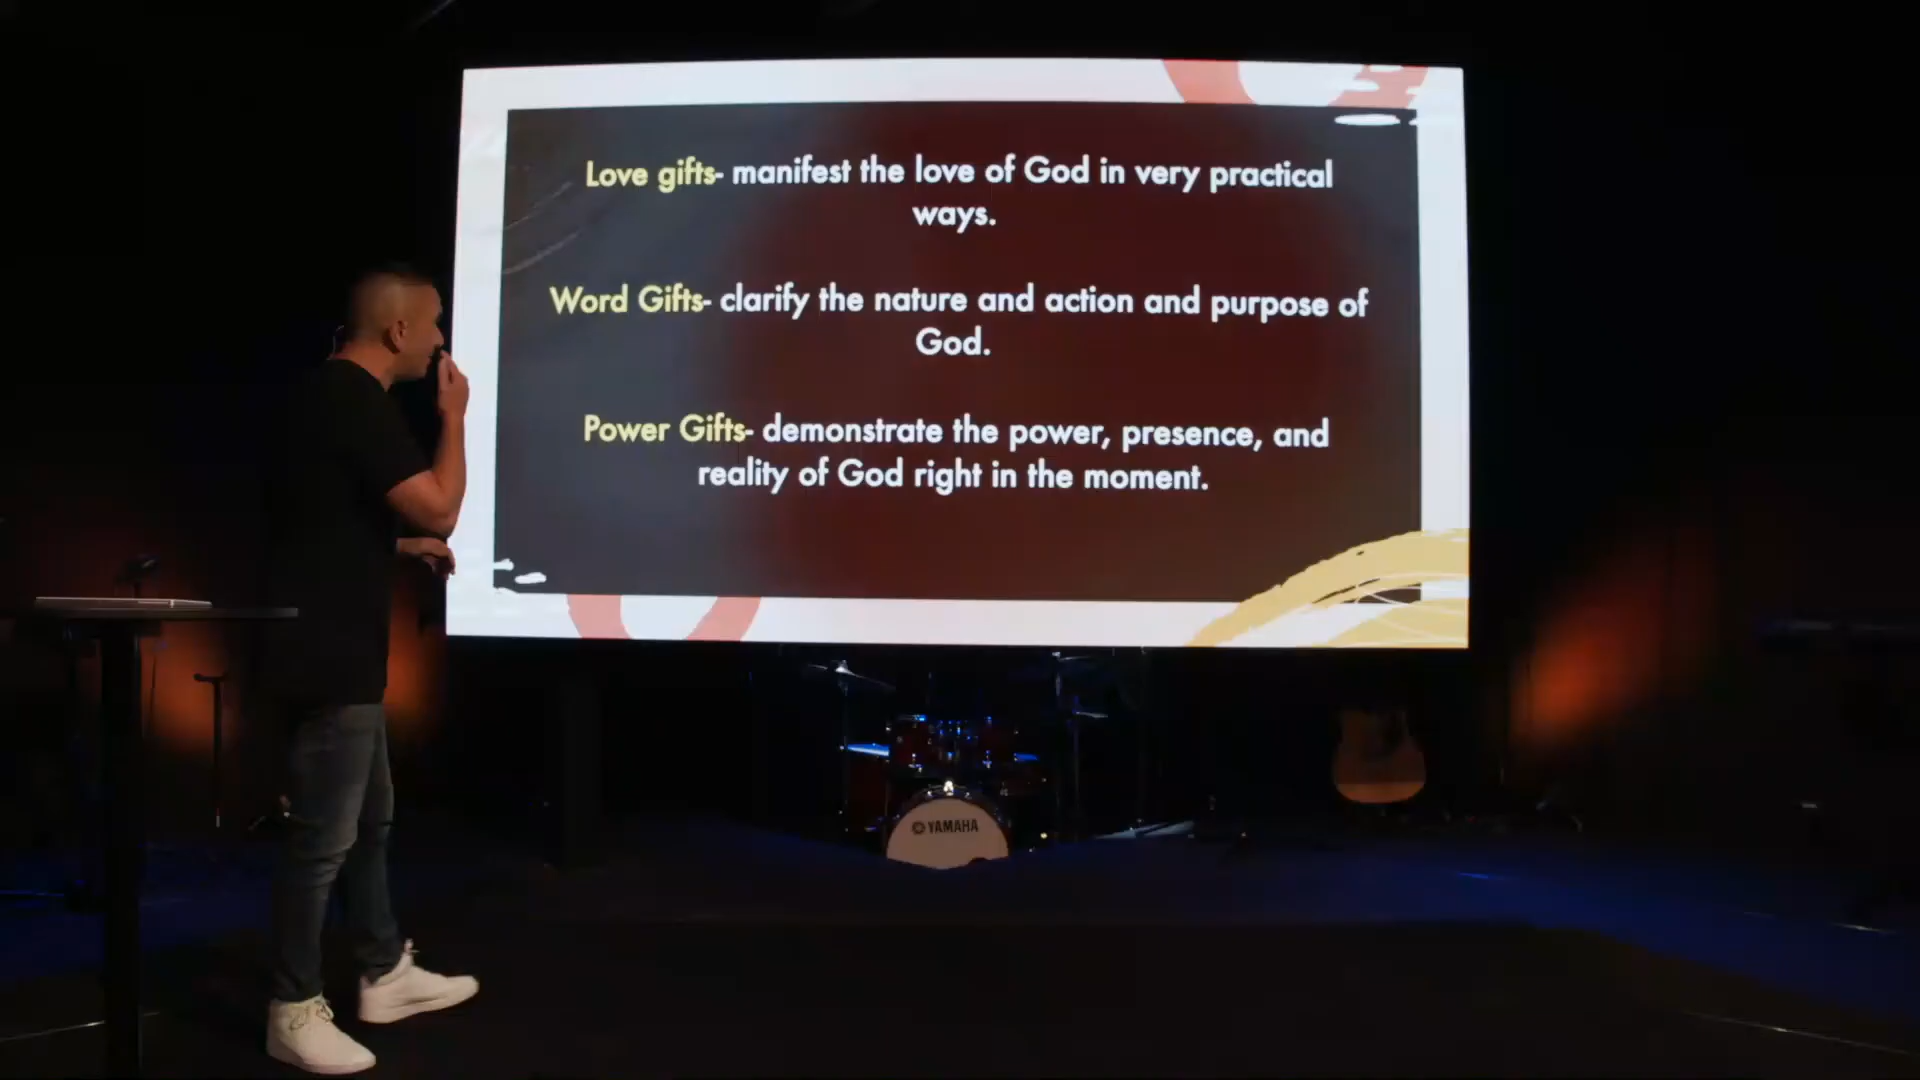 Love gifts- manifest the love of God in very practical
ways.
Word Gifts- clarify the nature and action and purpose of
God.
Power Gifts- demonstrate the power, presence, and
reality of God right in the moment.
YAMAHA